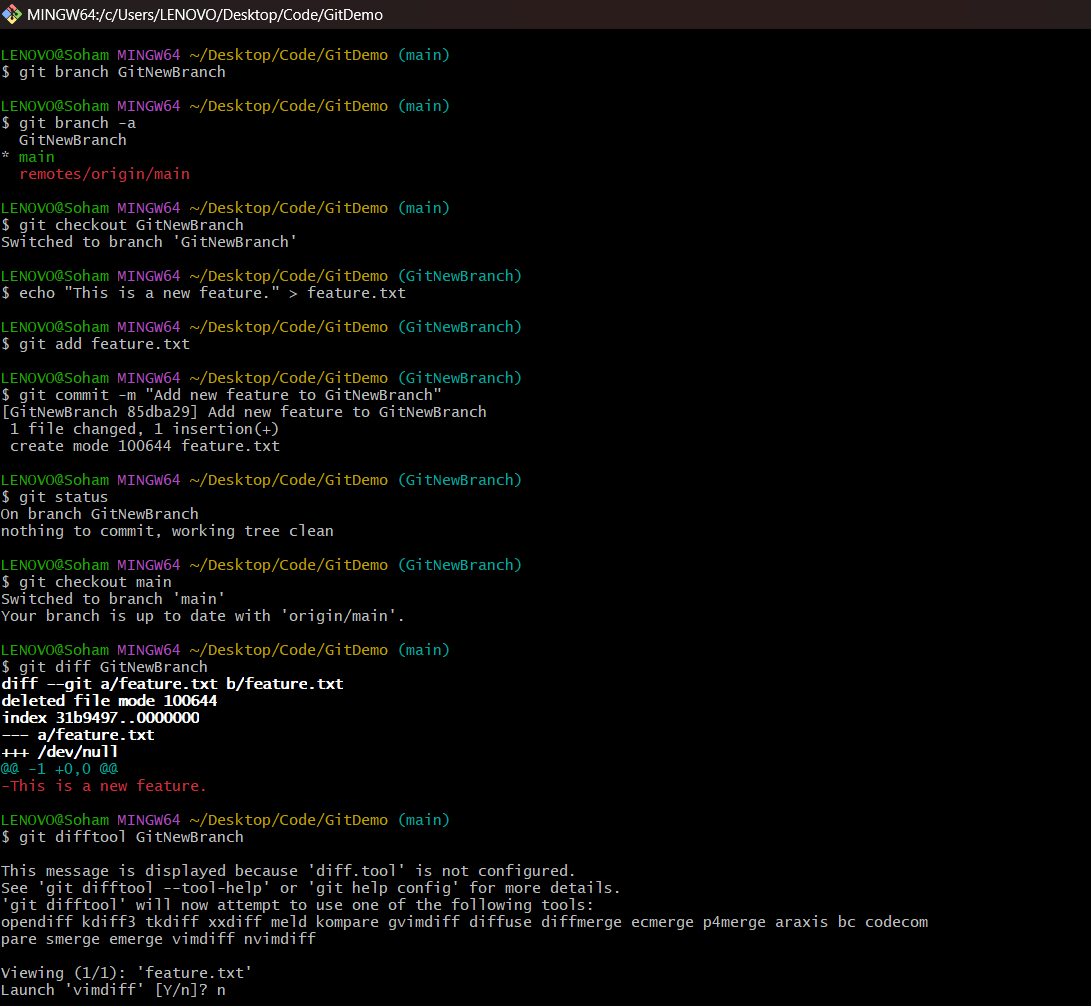 MINGW64:/c/Users/LENOVO/Desktop/Code/GitDemo
LENOVO@Soham MINGW64 ~/Desktop/Code/GitDemo (main)
$ git branch GitNewBranch
LENOVO@Soham MINGW64 ~/Desktop/Code/GitDemo (main)
$ git branch -a
  GitNewBranch
* main
  remotes/origin/main
LENOVO@Soham MINGW64 ~/Desktop/Code/GitDemo (main)
$ git checkout GitNewBranch
Switched to branch 'GitNewBranch'
LENOVO@Soham MINGW64 ~/Desktop/Code/GitDemo (GitNewBranch)
$ echo "This is a new feature." > feature.txt
LENOVO@Soham MINGW64 ~/Desktop/Code/GitDemo (GitNewBranch)
$ git add feature.txt
LENOVO@Soham MINGW64 ~/Desktop/Code/GitDemo (GitNewBranch)
$ git commit -m "Add new feature to GitNewBranch"
[GitNewBranch 85dba29] Add new feature to GitNewBranch
 1 file changed, 1 insertion(+)
 create mode 100644 feature.txt
LENOVO@Soham MINGW64 ~/Desktop/Code/GitDemo (GitNewBranch)
$ git status
On branch GitNewBranch
nothing to commit, working tree clean
LENOVO@Soham MINGW64 ~/Desktop/Code/GitDemo (GitNewBranch)
$ git checkout main
Switched to branch 'main'
Your branch is up to date with 'origin/main'.
LENOVO@Soham MINGW64 ~/Desktop/Code/GitDemo (main)
$ git diff GitNewBranch
diff --git a/feature.txt b/feature.txt
deleted file mode 100644
index 31b9497..0000000
--- a/feature.txt
+++ /dev/null
@@ -1 +0,0 @@
-This is a new feature.
LENOVO@Soham MINGW64 ~/Desktop/Code/GitDemo (main)
$ git difftool GitNewBranch
This message is displayed because 'diff.tool' is not configured.
See 'git difftool --tool-help' or 'git help config' for more details.
'git difftool' will now attempt to use one of the following tools:
opendiff kdiff3 tkdiff xxdiff meld kompare gvimdiff diffuse diffmerge ecmerge p4merge araxis bc codecom
pare smerge emerge vimdiff nvimdiff
Viewing (1/1): 'feature.txt'
Launch 'vimdiff' [Y/n]? n